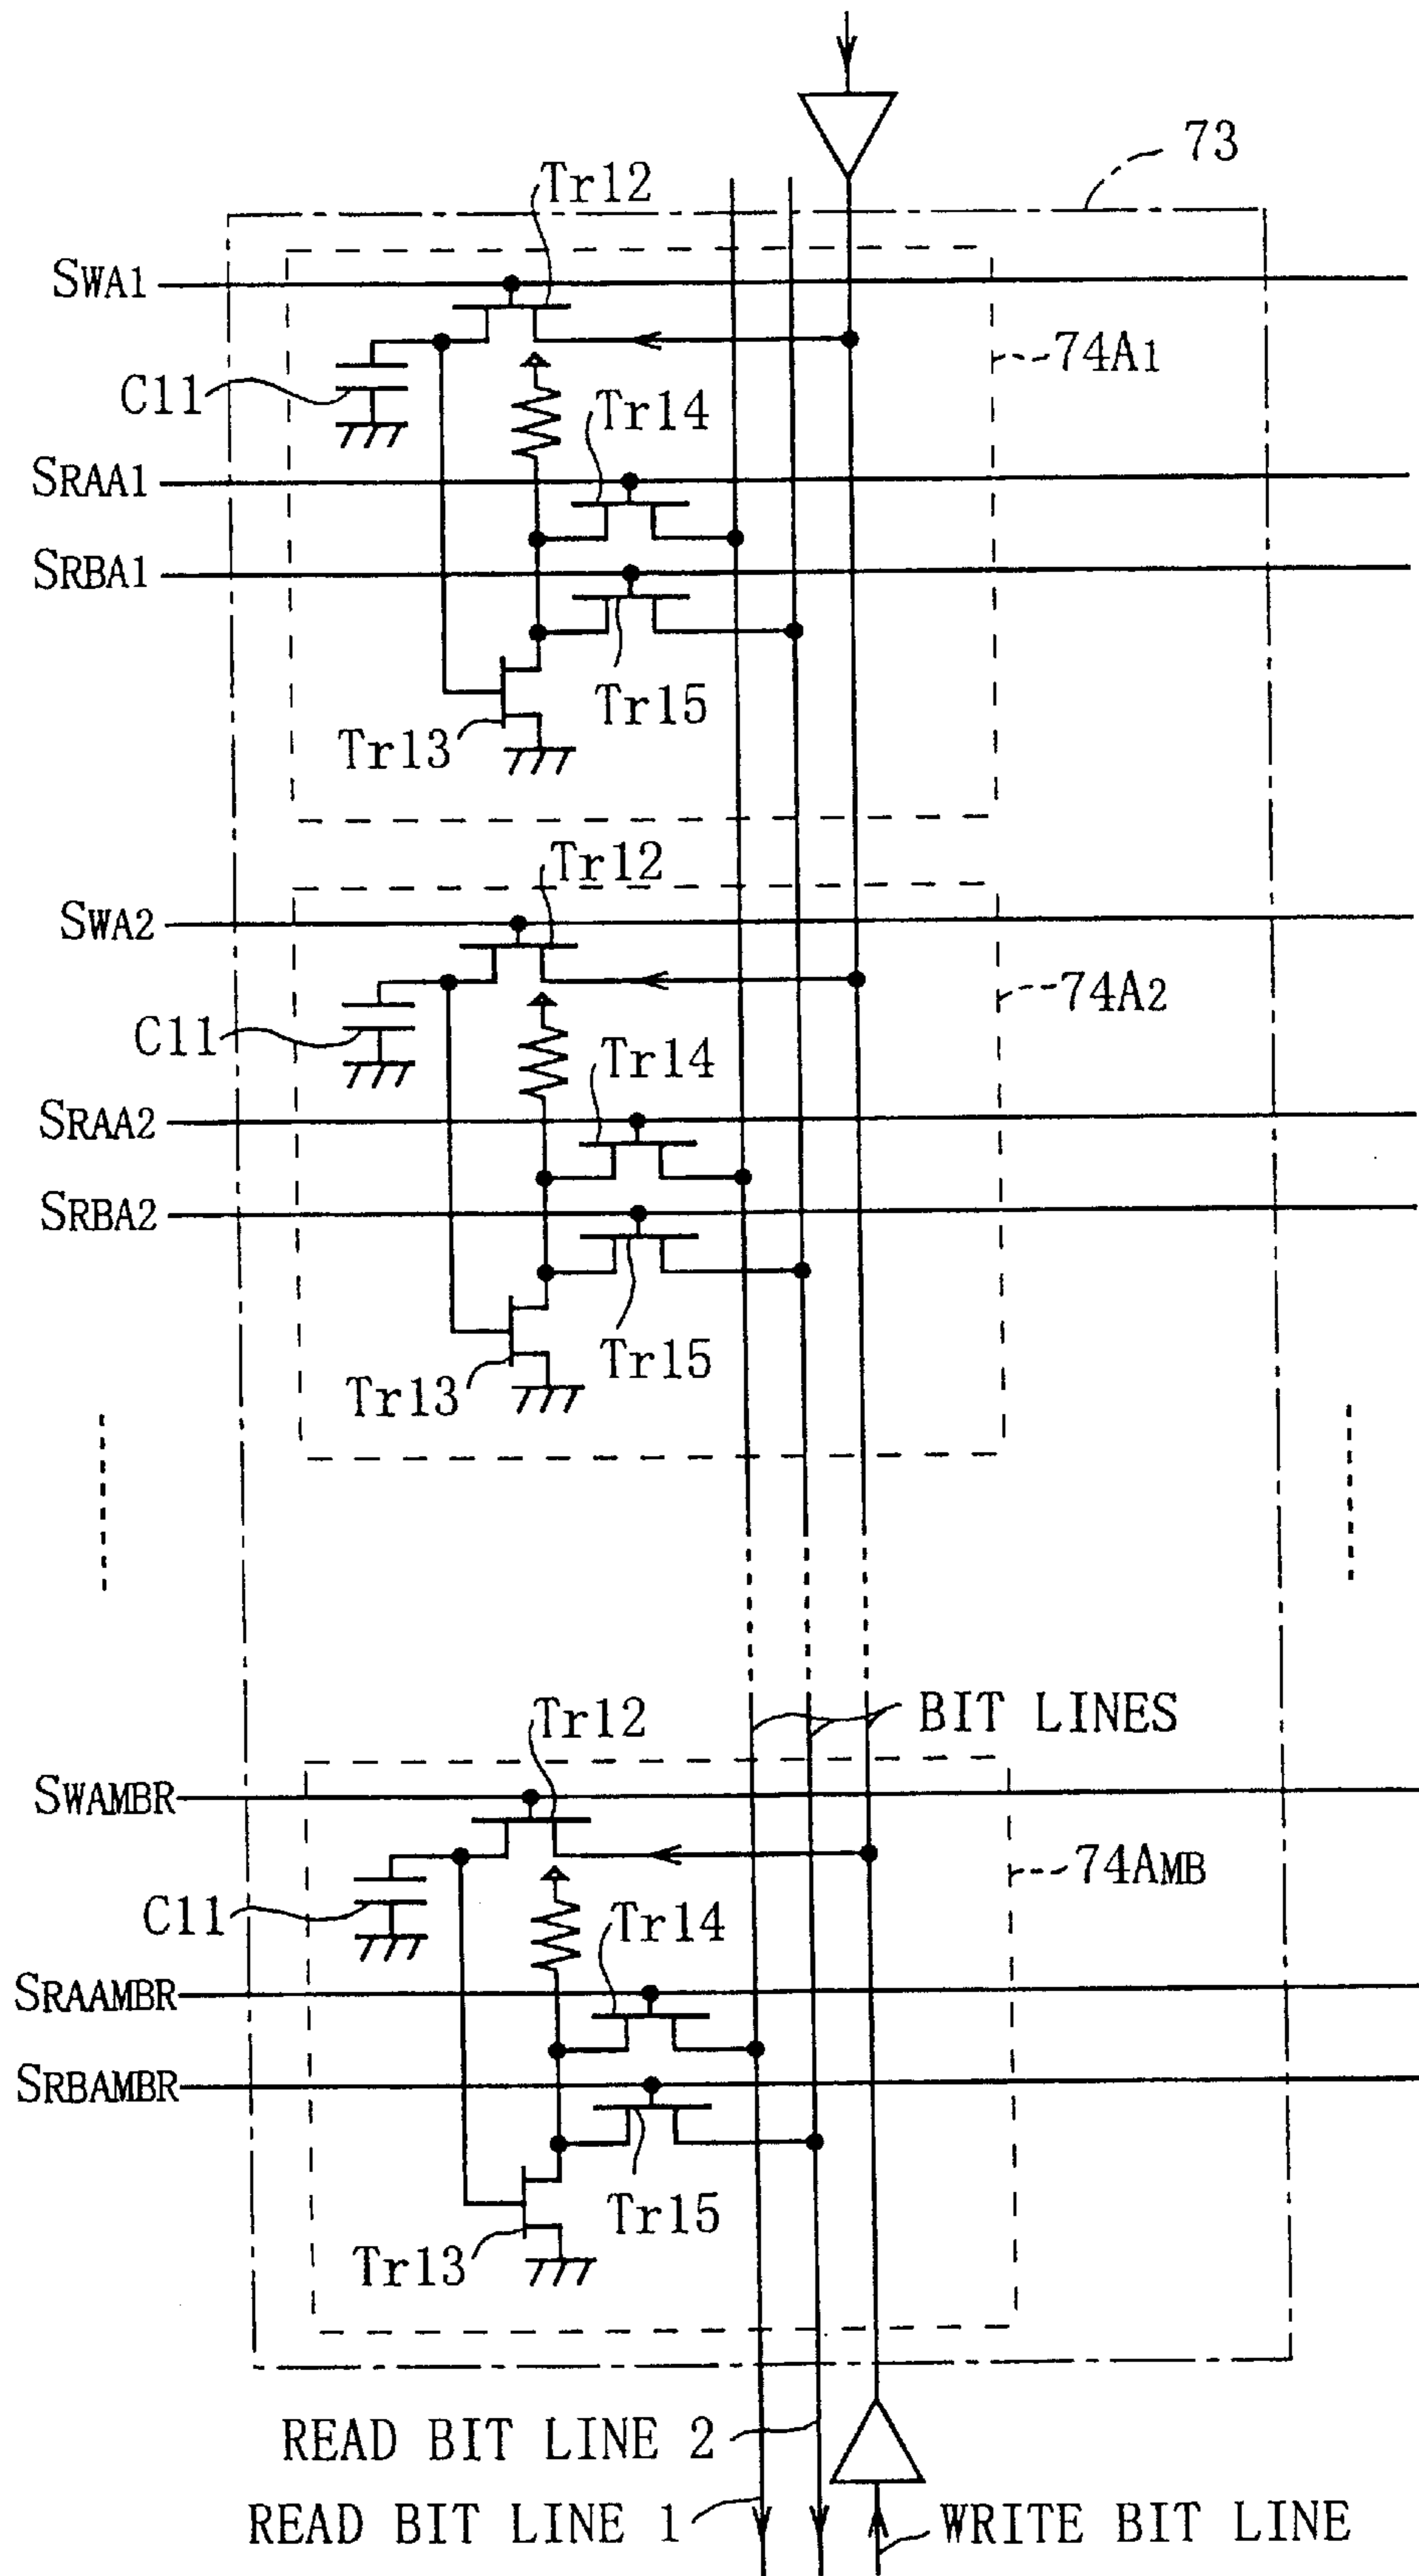 73
Tr12
SWA1
74A1
C11
Tr14
SRAA1
SRBA1
Tr15
Tr13
Tr12
SWA2
74A2
C11
Tr14
SRAA2
SRBA2
Tr15
Tr13
BIT LINES
Tr12
SWAMBR
74AMB
C11
Tr14
SRAAMBR
SRBAMBR
Tr15
Tr13
READ BIT LINE 2
READ BIT LINE 1
WRITE BIT LINE